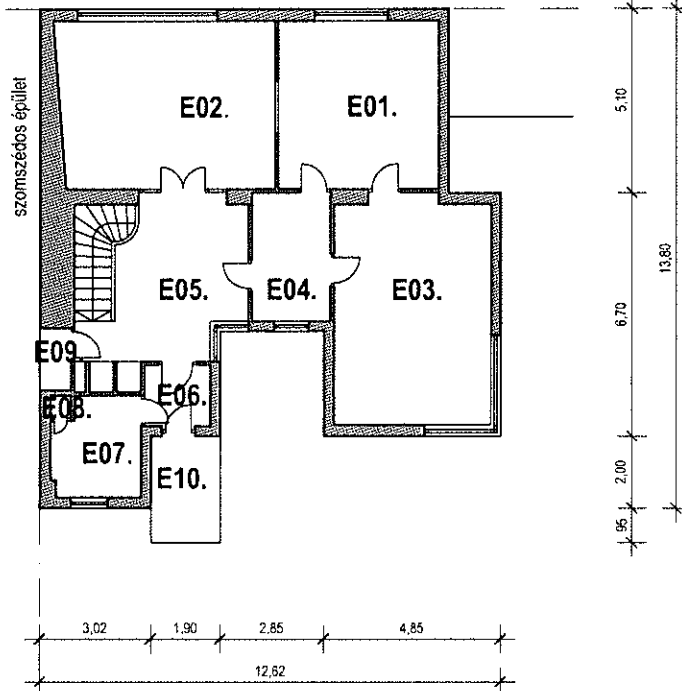 szomszédos épület
E02.
E01.
E05.
E04.
E03.
E09
E06.
E08.
E07.
E10.
5,10
6,70
13,80
2,00
95
3,02
1,90
2,85
4,85
12,62